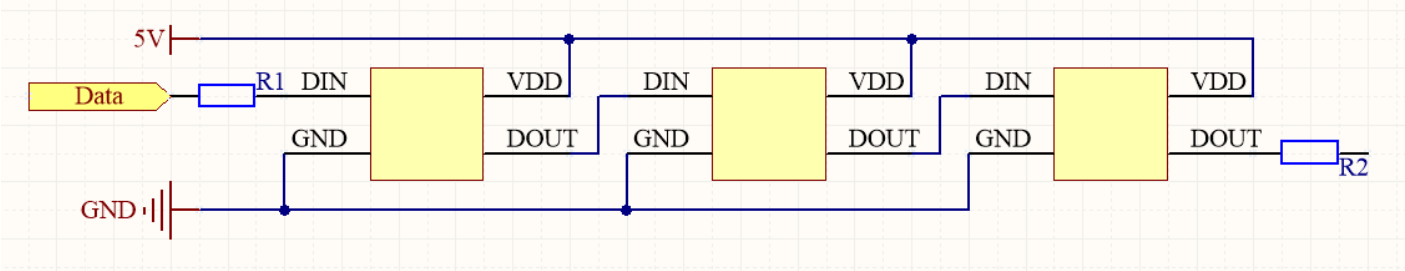 5V
Data
R1
DIN
VDD
DIN
VDD
DIN
VDD
GND
DOUT
GND
DOUT
GND
DOUT
R2
GND